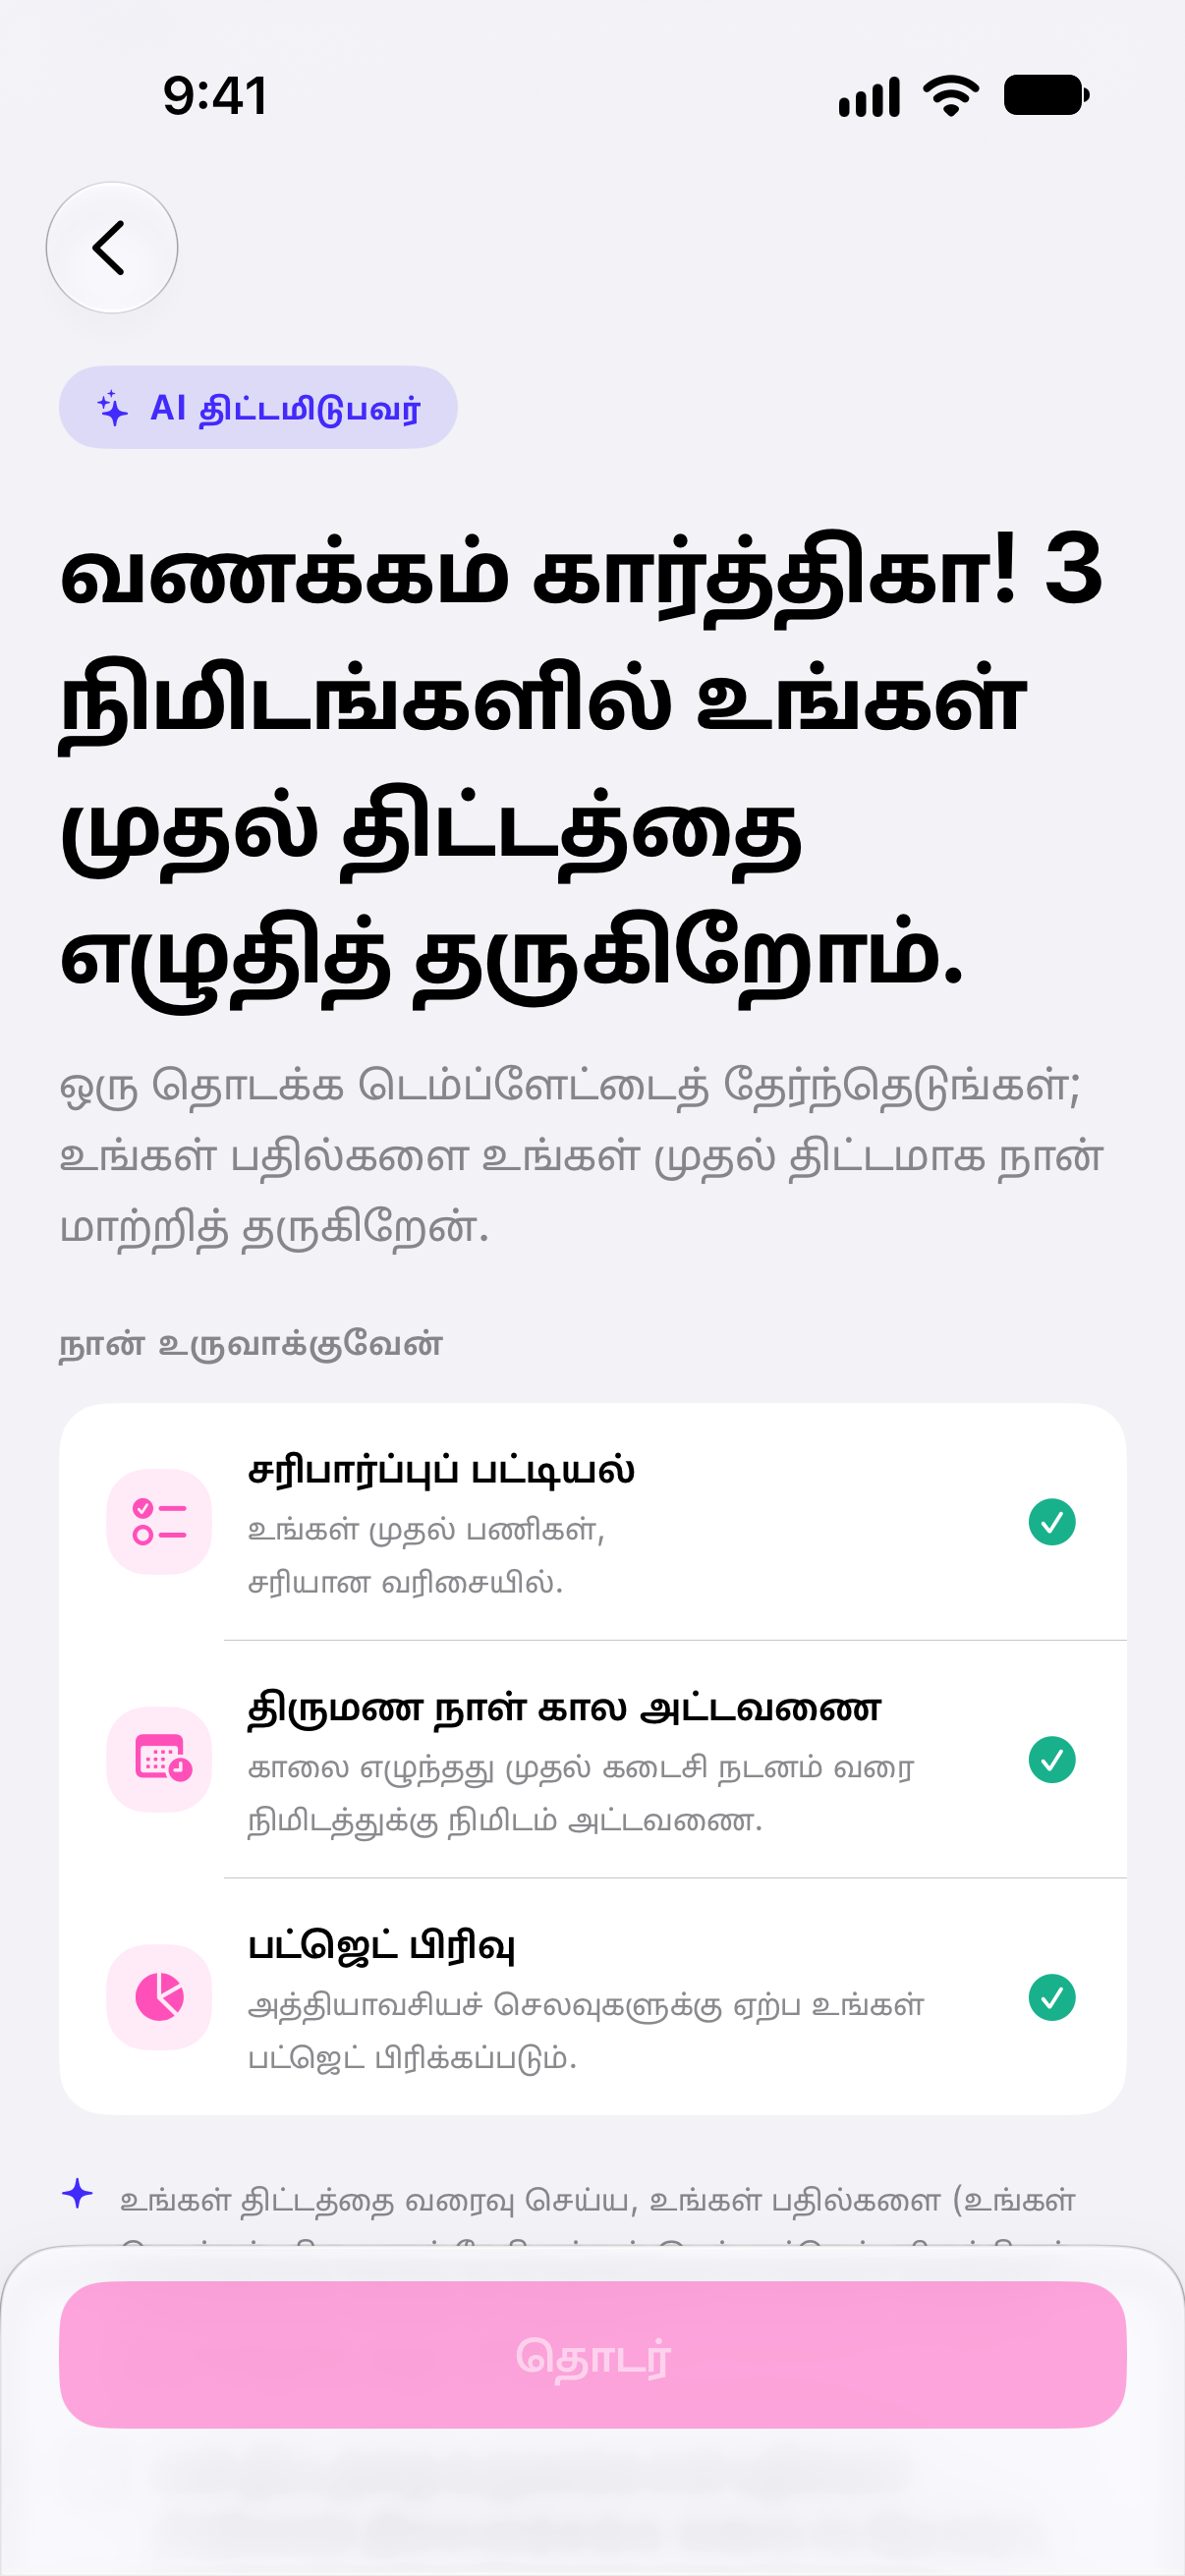 9:41
AI திட்டமிடுபவர்
வணக்கம் கார்த்திகா! 3
நிமிடங்களில் உங்கள்
முதல் திட்டத்தை
எழுதித் தருகிறோம்.
ஒரு தொடக்க டெம்ப்ளேட்டைத் தேர்ந்தெடுங்கள்;
உங்கள் பதில்களை உங்கள் முதல் திட்டமாக நான்
மாற்றித் தருகிறேன்.
நான் உருவாக்குவேன்
சரிபார்ப்புப் பட்டியல்
உங்கள் முதல் பணிகள்,
சரியான வரிசையில்.
திருமண நாள் கால அட்டவணை
காலை எழுந்தது முதல் கடைசி நடனம் வரை
நிமிடத்துக்கு நிமிடம் அட்டவணை.
பட்ஜெட் பிரிவு
அத்தியாவசியச் செலவுகளுக்கு ஏற்ப உங்கள்
பட்ஜெட் பிரிக்கப்படும்.
உங்கள் திட்டத்தை வரைவு செய்ய, உங்கள் பதில்களை (உங்கள்
தொடர்